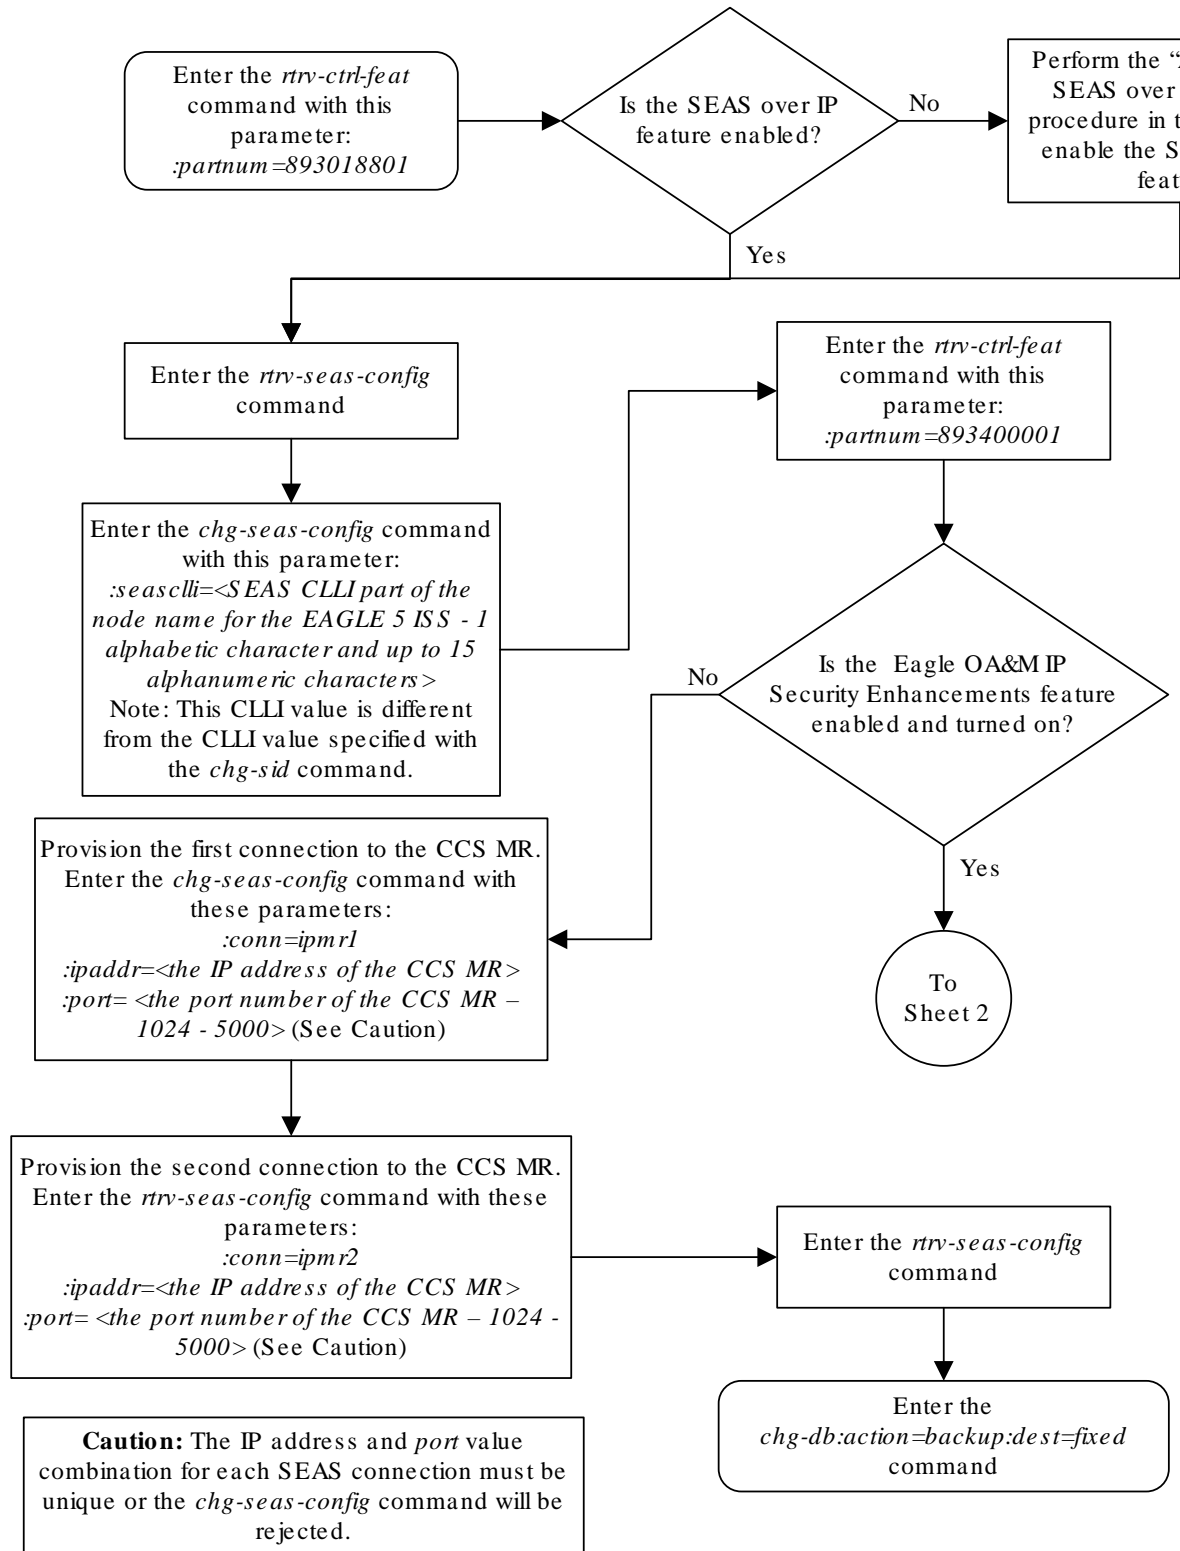 Enter the rtrv-ctrl-feat
command with this
parameter:
:partnum=893018801
Is the SEAS over IP
feature enabled?
No
Perform the
SEAS over
procedure in
enable the
Yes
Enter the rtrv-seas-config
command
Enter the rtrv-ctrl-feat
command with this
parameter:
:partnum=893400001
Enter the chg-seas-config command
with this parameter:
:seasclli=<SEAS CLLI part of the
node name for the EAGLE 5 ISS - 1
alphabetic character and up to 15
alphanumeric characters>
Note: This CLLI value is different
from the CLLI value specified with
the chg-sid command.
Is the Eagle OA&M IP
Security Enhancements feature
enabled and turned on?
No
Yes
To
Sheet 2
Provision the first connection to the CCS MR.
Enter the chg-seas-config command with
these parameters:
:conn=ipmr1
:ipaddr=<the IP address of the CCS MR>
:port= <the port number of the CCS MR –
1024 - 5000> (See Caution)
Provision the second connection to the CCS MR.
Enter the rtrv-seas-config command with these
parameters:
:conn=ipmr2
:ipaddr=<the IP address of the CCS MR>
:port= <the port number of the CCS MR – 1024 -
5000> (See Caution)
Enter the rtrv-seas-config
command
Enter the
chg-db:action=backup:dest=fixed
command
Caution: The IP address and port value
combination for each SEAS connection must be
unique or the chg-seas-config command will be
rejected.